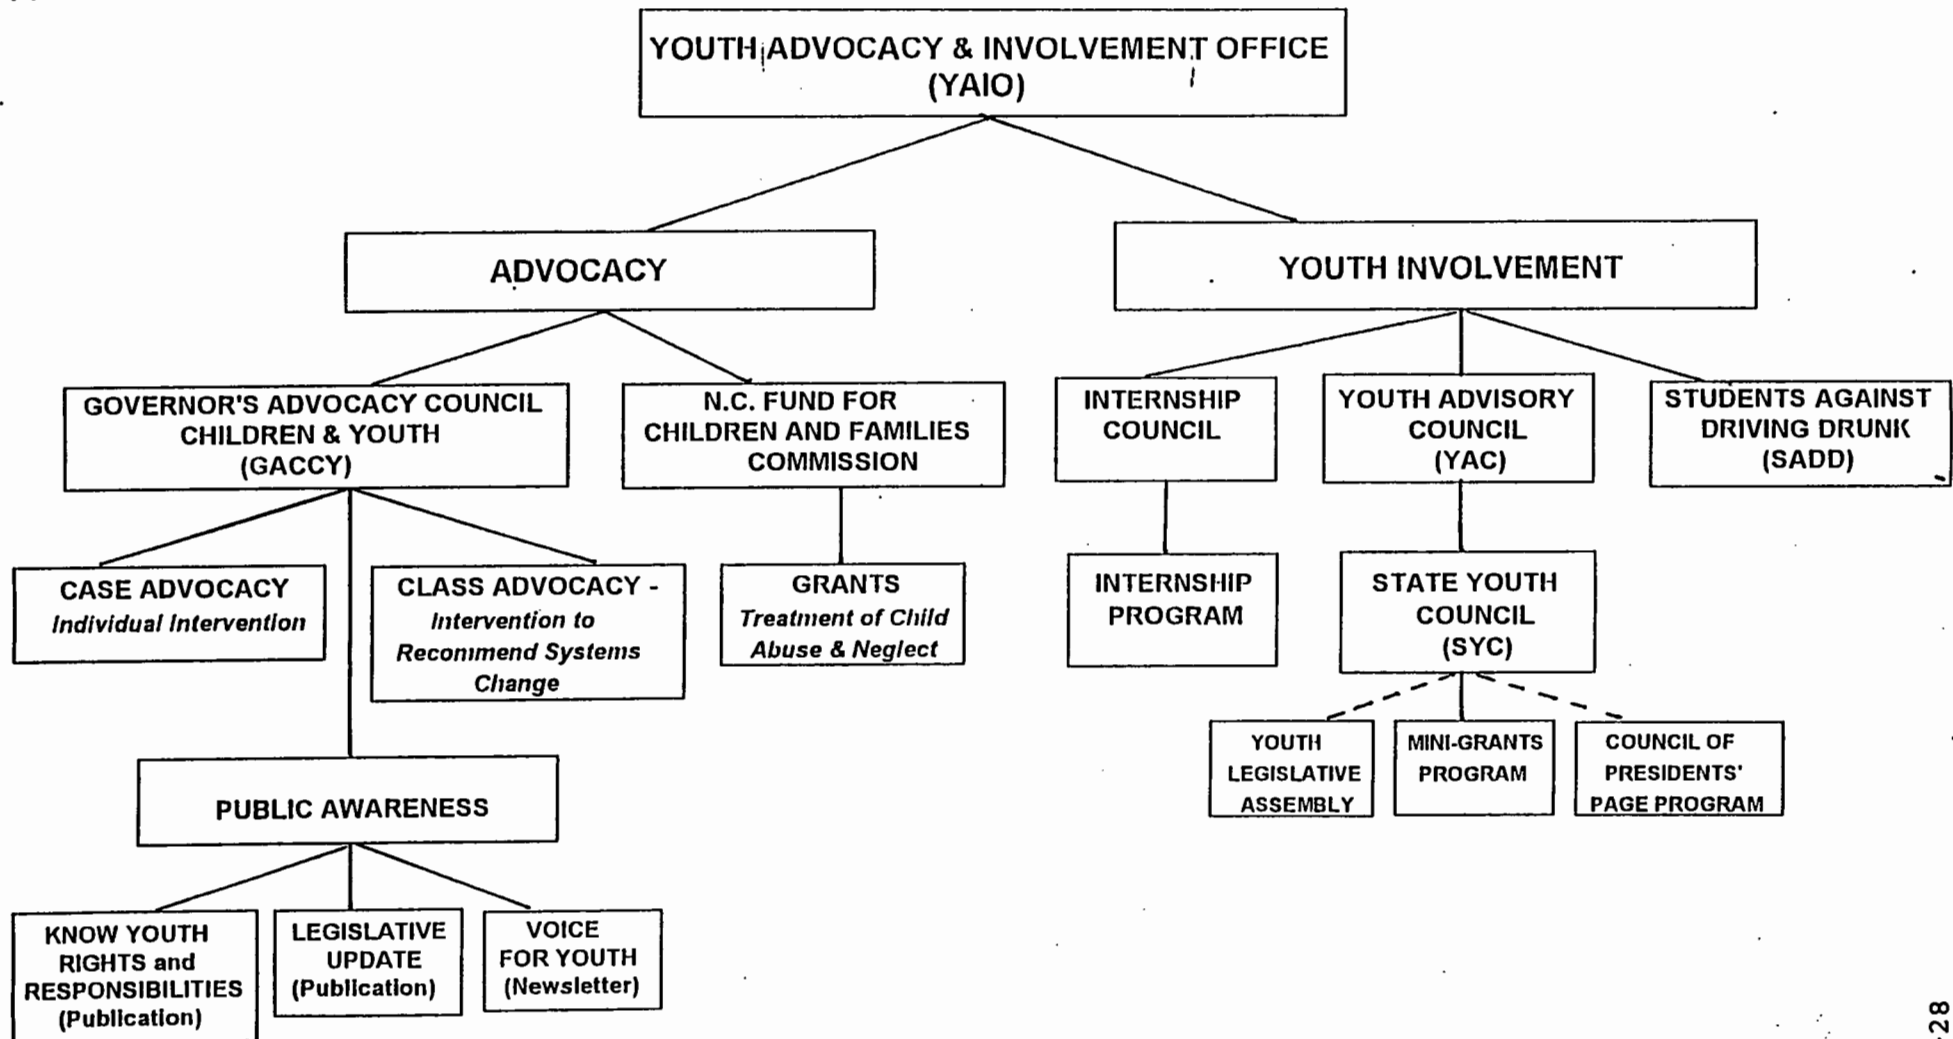 YOUTH ADVOCACY & INVOLVEMENT OFFICE
(YAIO)
ADVOCACY
YOUTH INVOLVEMENT
GOVERNOR'S ADVOCACY COUNCIL
CHILDREN & YOUTH
(GACCY)
N.C. FUND FOR
CHILDREN AND FAMILIES
COMMISSION
INTERNSHIP
COUNCIL
YOUTH ADVISORY
COUNCIL
(YAC)
STUDENTS AGAINST
DRIVING DRUNK
(SADD)
CASE ADVOCACY
Individual Intervention
CLASS ADVOCACY -
Intervention to
Recommend Systems
Change
GRANTS
Treatment of Child
Abuse & Neglect
INTERNSHIP
PROGRAM
STATE YOUTH
COUNCIL
(SYC)
YOUTH
LEGISLATIVE
ASSEMBLY
MINI-GRANTS
PROGRAM
COUNCIL OF
PRESIDENTS'
PAGE PROGRAM
PUBLIC AWARENESS
KNOW YOUTH
RIGHTS and
RESPONSIBILITIES
(Publication)
LEGISLATIVE
UPDATE
(Publication)
VOICE
FOR YOUTH
(Newsletter)
28